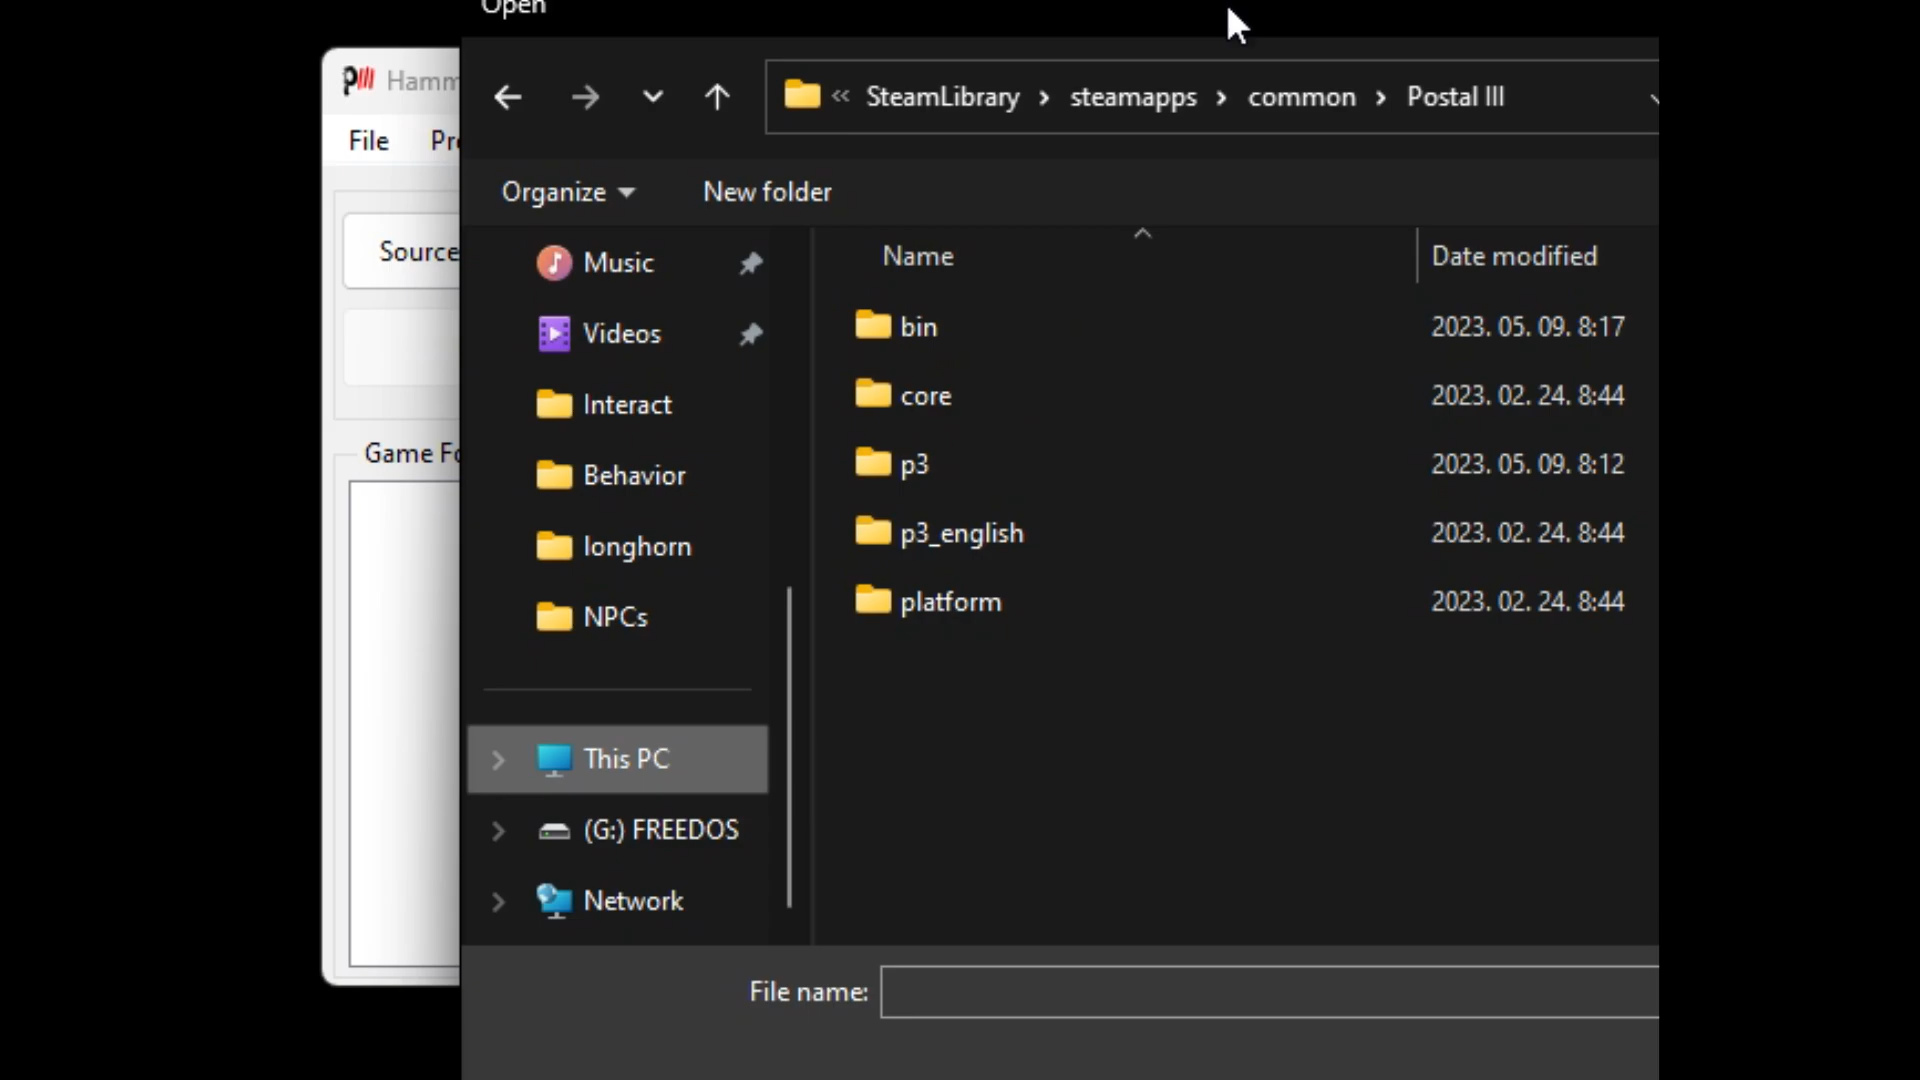 Open
Hamm
File Pr
Source
Game Fo
« SteamLibrary › steamapps › common › Postal III
Organize New folder
Music
Videos
Interact
Behavior
longhorn
NPCs
This PC
(G:) FREEDOS
Network
Name Date modified
bin 2023. 05. 09. 8:17
core 2023. 02. 24. 8:44
p3 2023. 05. 09. 8:12
p3_english 2023. 02. 24. 8:44
platform 2023. 02. 24. 8:44
File name: